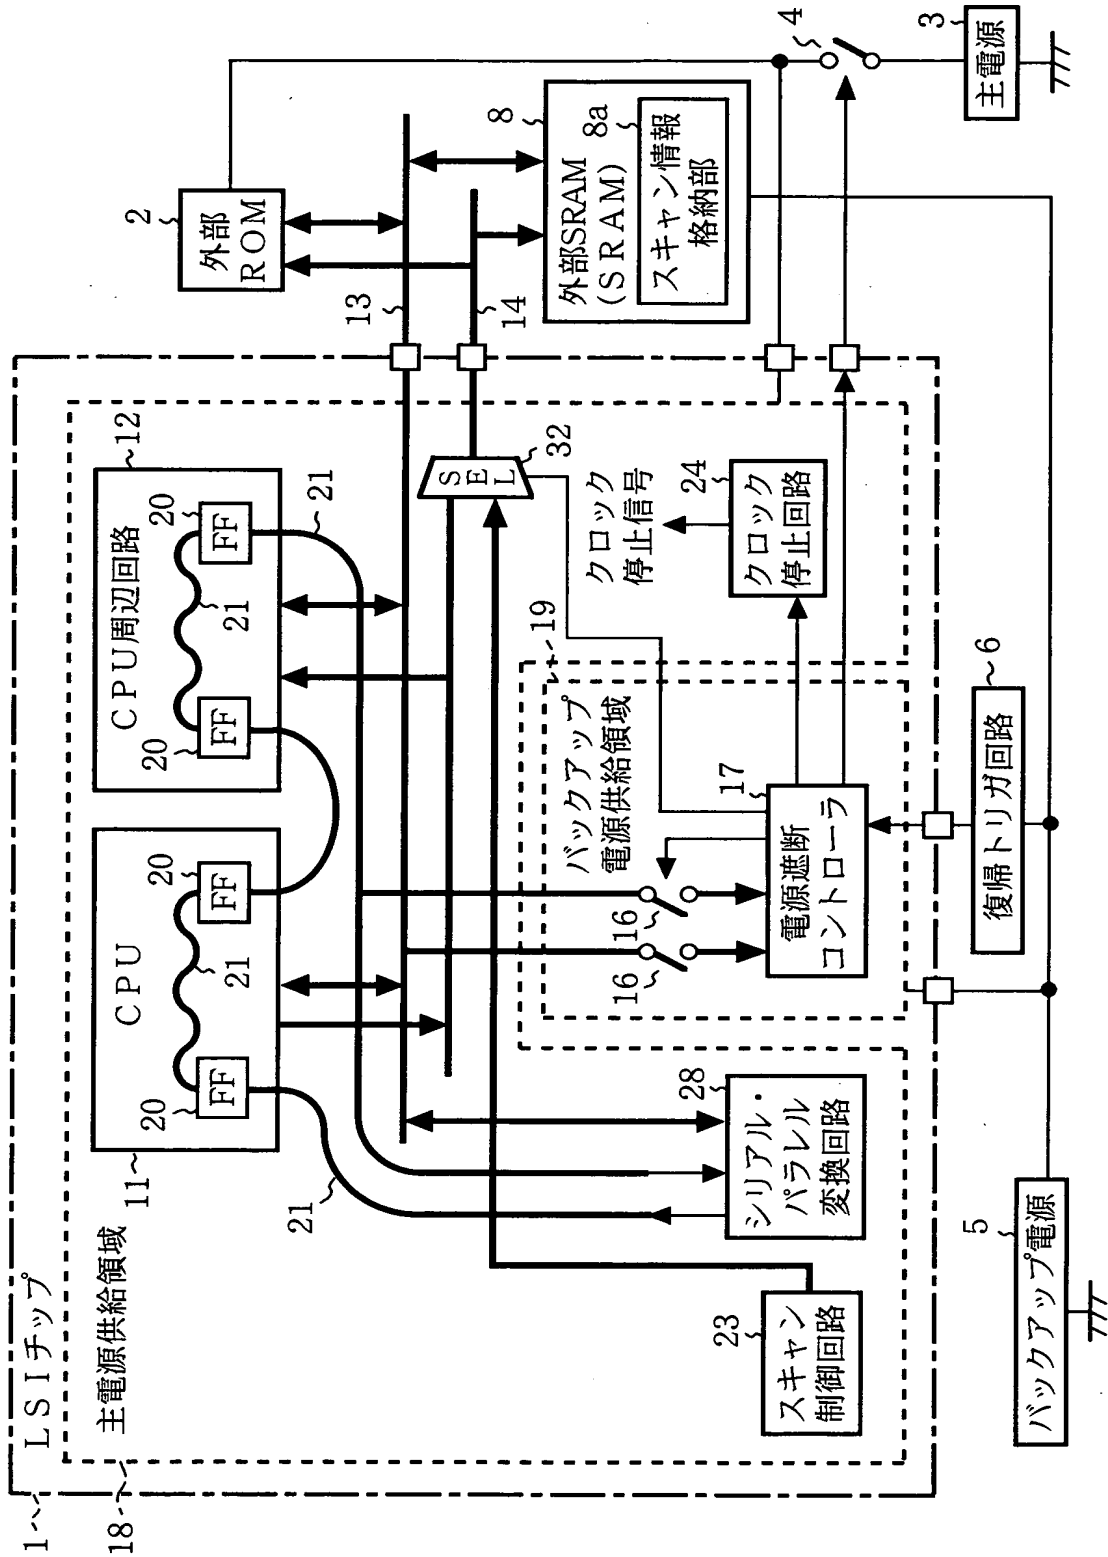 1
LSIチップ
18
主電源供給領域
11
CPU
20
FF
21
20
FF
12
CPU周辺回路
20
FF
21
20
FF
21
21
2
外部
ROM
13
14
8
外部SRAM
(SRAM)
8a
スキャン情報
格納部
4
3
主電源
SEL
32
クロック
停止信号
24
クロック
停止回路
19
バックアップ
電源供給領域
16
16
17
電源遮断
コントローラ
28
シリアル・
パラレル
変換回路
23
スキャン
制御回路
6
復帰トリガ回路
5
バックアップ電源